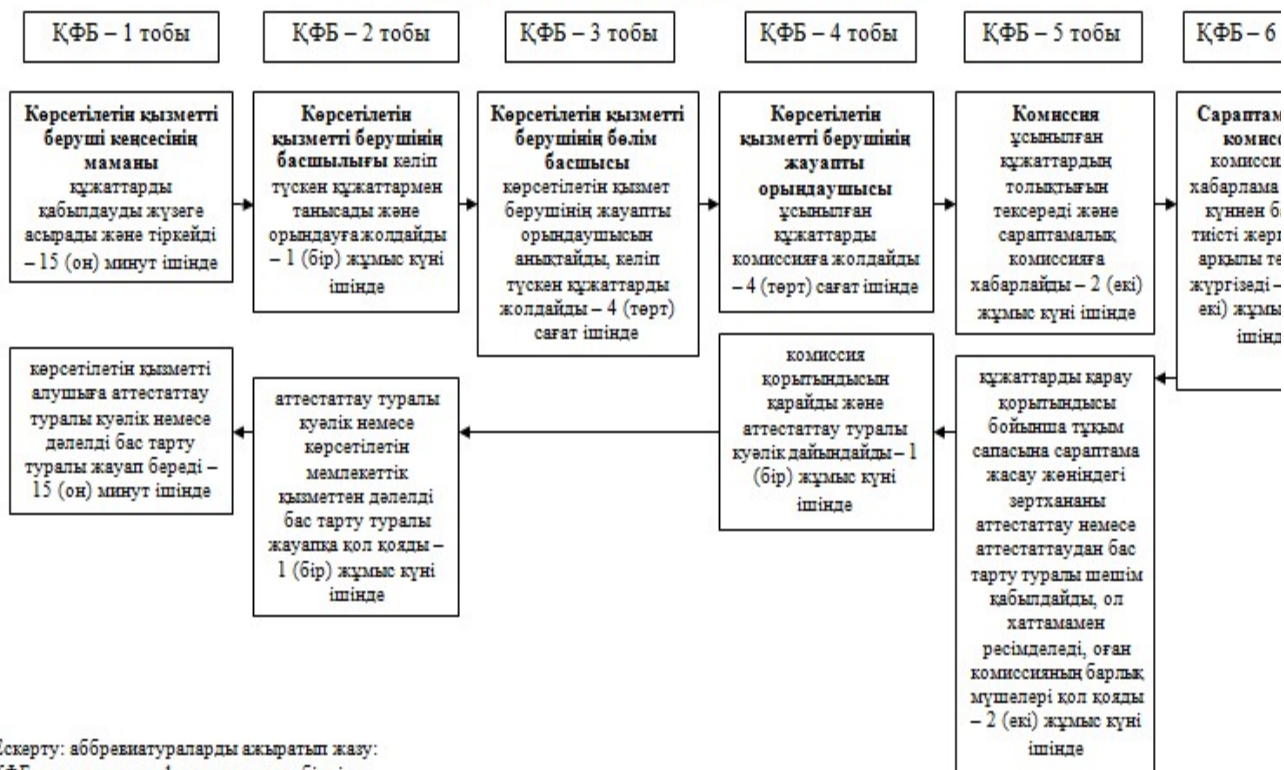 ҚФБ – 1 тобы
ҚФБ – 2 тобы
ҚФБ – 3 тобы
ҚФБ – 4 тобы
ҚФБ – 5 тобы
ҚФБ – 6
Көрсетілетін қызметті
беруші кеңсесінің
маманы
құжаттарды
қабылдауды жүзеге
асырады және тіркейді
– 15 (он) минут ішінде
Көрсетілетін
қызметті берушінің
басшылығы келіп
түскен құжаттармен
танысады және
орындауға жолдайды
– 1 (бір) жұмыс күні
ішінде
Көрсетілетін қызметті
берушінің бөлім
басшысы
көрсетілетін қызмет
берушінің жауапты
орындаушысын
анықтайды, келіп
түскен құжаттарды
жолдайды – 4 (төрт)
сағат ішінде
Көрсетілетін
қызметті берушінің
жауапты
орындаушысы
ұсынылған
құжаттарды
комиссияға жолдайды
– 4 (төрт) сағат ішінде
Комиссия
ұсынылған
құжаттардың
толықтығын
тексереді және
сараптамалық
комиссияға
хабарлайды – 2 (екі)
жұмыс күні ішінде
хабарлама
күннен
тиісті
арқылы
жүргізеді –
екі)
көрсетілетін қызметті
алушыға аттестаттау
туралы куәлік немесе
дәлелді бас тарту
туралы жауап береді –
15 (он) минут ішінде
аттестаттау туралы
куәлік немесе
көрсетілетін
мемлекеттік
қызметтен дәлелді
бас тарту туралы
жауапқа қол қояды –
1 (бір) жұмыс күні
ішінде
комиссия
қорытындысын
қарайды және
аттестаттау туралы
куәлік дайындайды – 1
(бір) жұмыс күні
ішінде
құжаттарды қарау
қорытындысы
бойынша тұқым
сапасына сараптама
жасау жөніндегі
зертхананы
аттестаттау немесе
аттестаттаудан бас
тарту туралы шешім
қабылдайды, ол
хаттамамен
ресімделеді, оған
комиссияның барлық
мүшелері қол қояды
– 2 (екі) жұмыс күні
ішінде
Ескерту: аббревиатураларды ажыратып жазу: